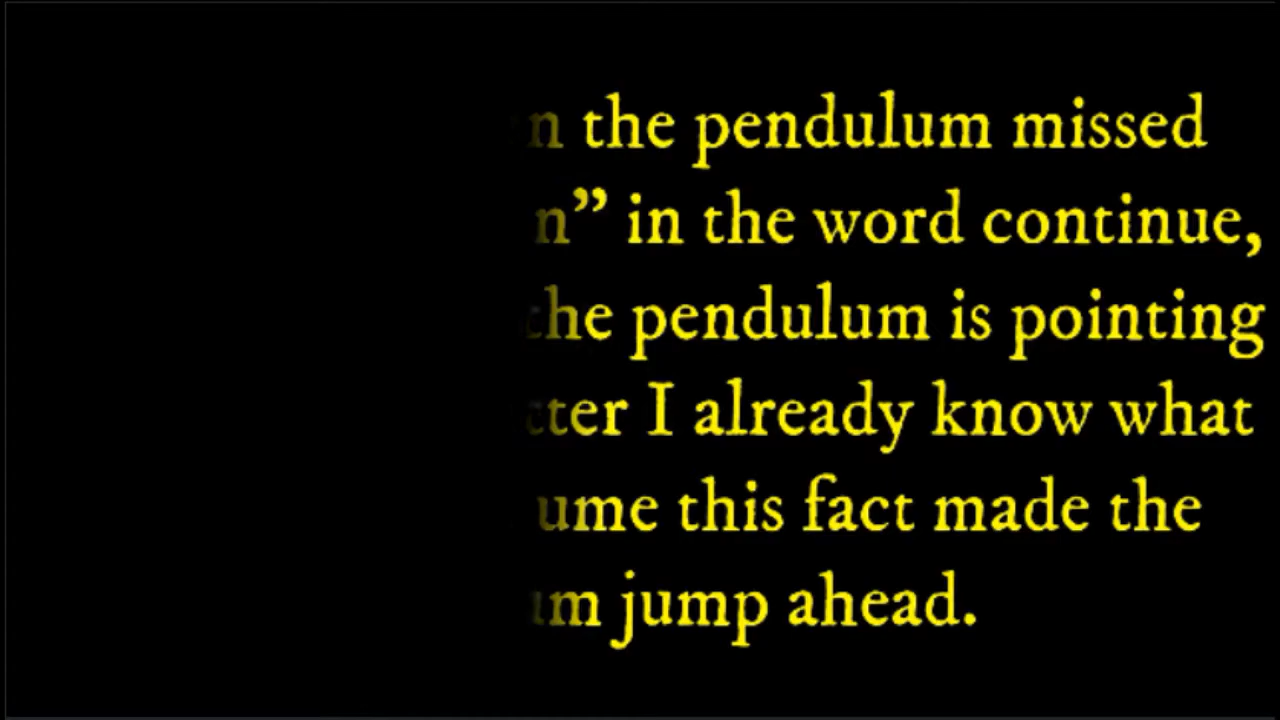 the pendulum missed
n” in the word continue,
the pendulum is pointing
I already know what
this fact made the
jump ahead.